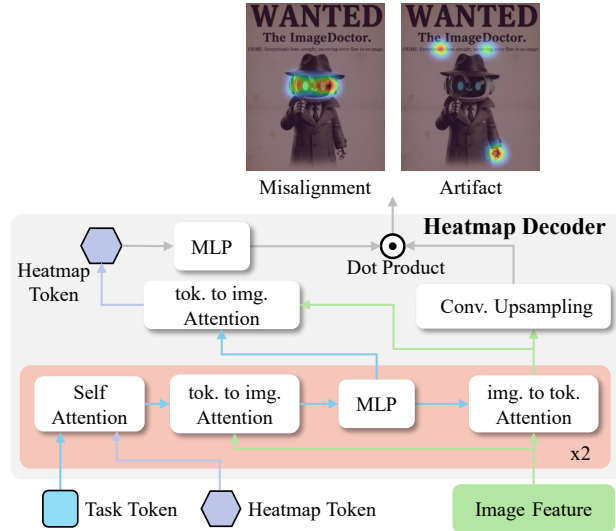 WANTED
WANTED
The ImageDoctor.
The ImageDoctor.
Misalignment
Artifact
Heatmap Decoder
MLP
Heatmap
Token
Dot Product
tok. to img.
Attention
Conv. Upsampling
Self
Attention
tok. to img.
Attention
MLP
img. to tok.
Attention
x2
Task Token
Heatmap Token
Image Feature